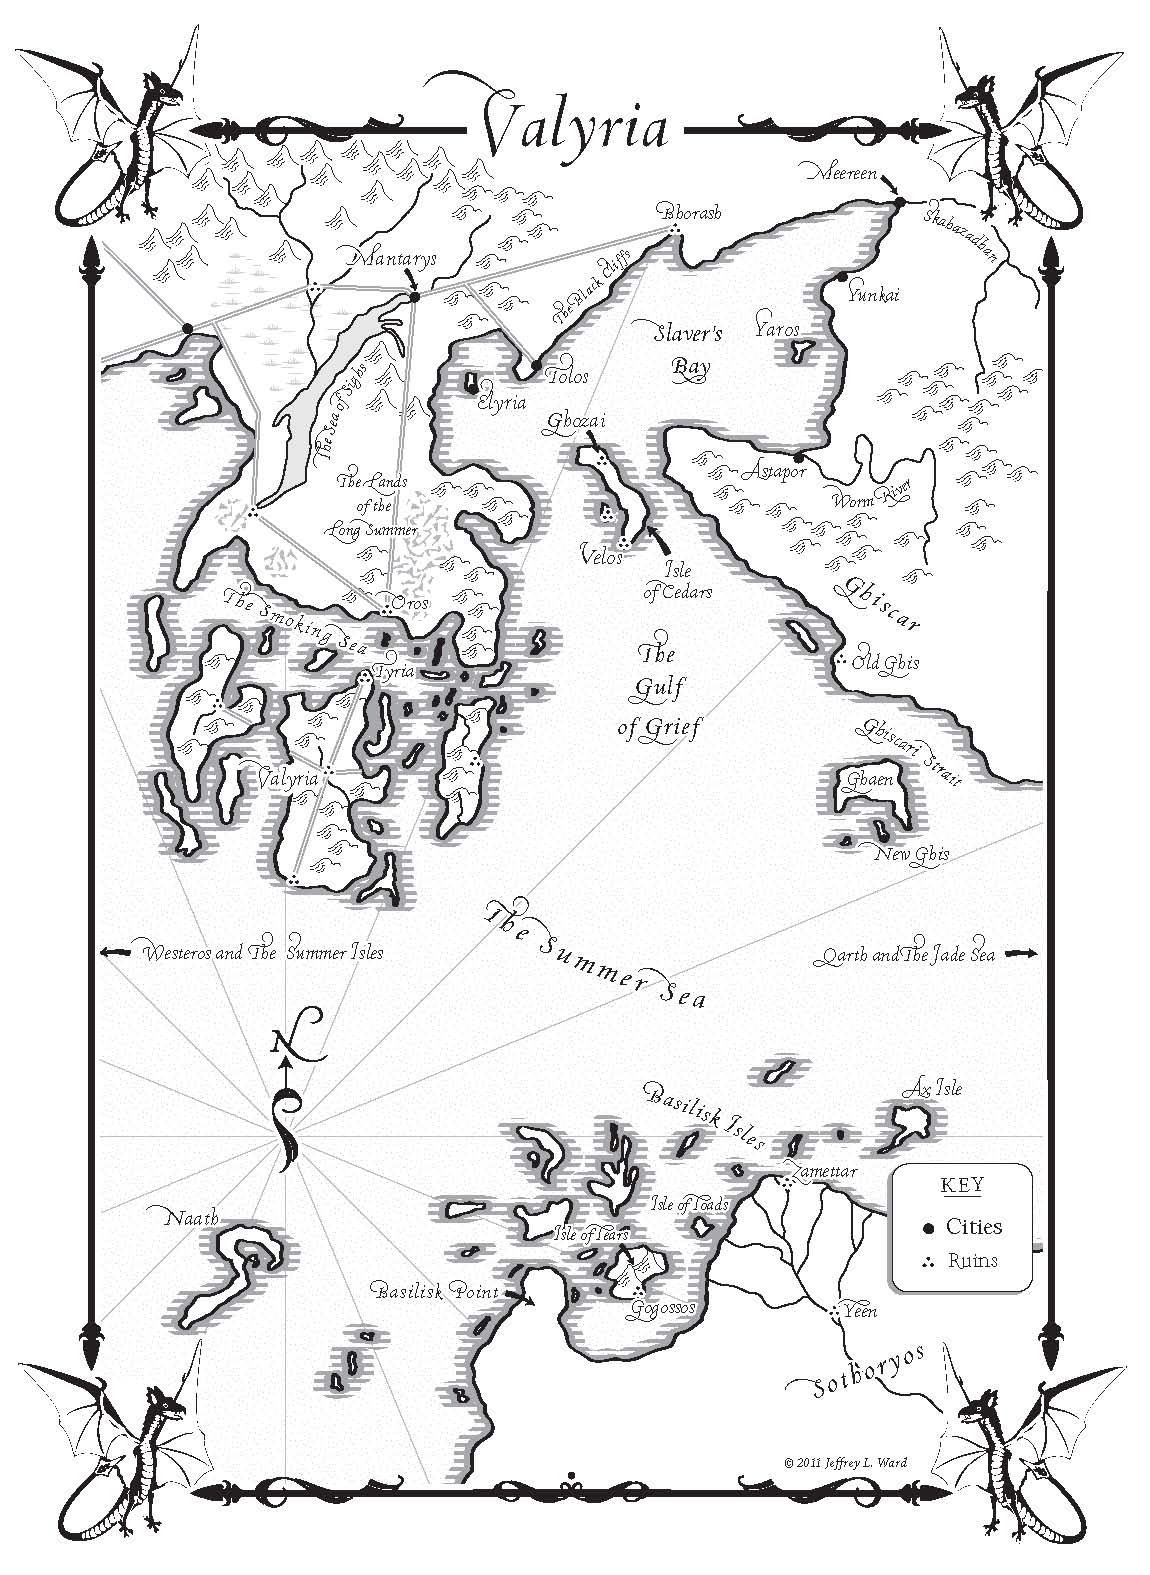 Valyria
Meereen
Bhorash
Skahazadhan
Mantarys
The Black Cliffs
Yunkai
Slaver's
Bay
Yaros
Tolos
Elyria
The Sea of Sighs
Ghozai
Astapor
The Lands
of the
Long Summer
Worm River
Velos
Isle
of Cedars
Ghiscar
Oros
The Smoking Sea
Tyria
The
Gulf
of Grief
Old Ghis
Ghiscari Strait
Valyria
Ghaen
New Ghis
The Summer Sea
Westeros and The Summer Isles
Qarth and The Jade Sea
N
Basilisk Isles
Ax Isle
Zamettar
KEY
Cities
Ruins
Naath
Isle of Toads
Isle of Tears
Basilisk Point
Gogossos
Yeen
Sothoryos
© 2011 Jeffrey L. Ward